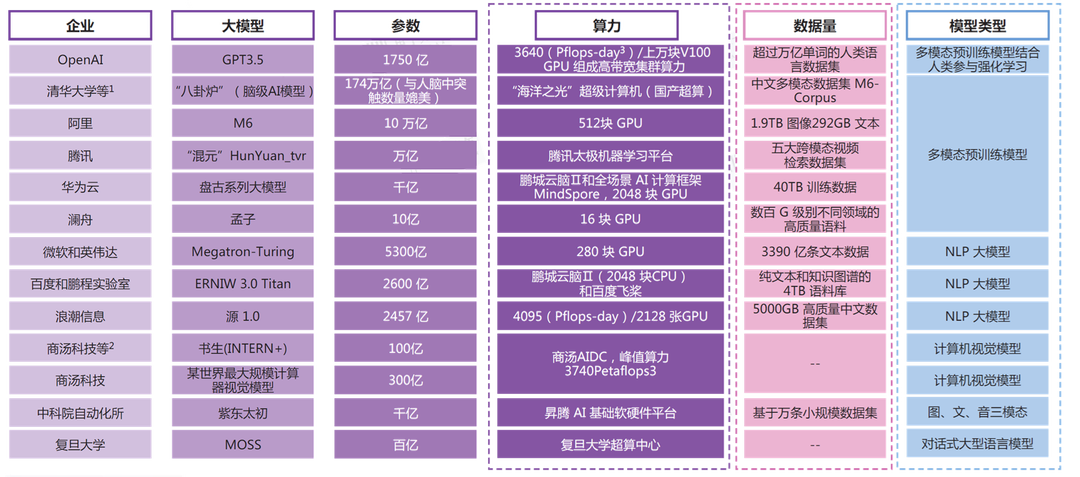 企业 大模型 参数 算力 数据量 模型类型
OpenAI GPT3.5 1750 亿 3640（Pflops-day³）/上万块V100 超过万亿单词的人类语 多模态预训练模型结合
GPU 组成高带宽集群算力 言数据集 人类参与强化学习
清华大学等¹ “八卦炉”（脑级AI模型） 174万亿（与人脑中突 “海洋之光”超级计算机（国产超算） 中文多模态数据集 M6-
触数量媲美） Corpus
阿里 M6 10 万亿 512块 GPU 1.9TB 图像292GB 文本
腾讯 “混元”HunYuan_tvr 万亿 腾讯太极机器学习平台 五大跨模态视频 多模态预训练模型
检索数据集
华为云 盘古系列大模型 千亿 鹏城云脑Ⅱ和全场景 AI 计算框架 40TB 训练数据
MindSpore，2048 块 GPU
澜舟 孟子 10亿 16 块 GPU 数百 G 级别不同领域的
高质量语料
微软和英伟达 Megatron-Turing 5300亿 280 块 GPU 3390 亿条文本数据 NLP 大模型
百度和鹏程实验室 ERNIW 3.0 Titan 2600 亿 鹏城云脑Ⅱ（2048 块CPU） 纯文本和知识图谱的 NLP 大模型
和百度飞桨 4TB 语料库
浪潮信息 源 1.0 2457 亿 4095（Pflops-day）/2128 张GPU 5000GB 高质量中文数 NLP 大模型
据集
商汤科技等² 书生(INTERN+) 100亿 商汤AIDC，峰值算力 -- 计算机视觉模型
3740Petaflops3
商汤科技 某世界最大规模计算 300亿 计算机视觉模型
器视觉模型
中科院自动化所 紫东太初 千亿 昇腾 AI 基础软硬件平台 基于万条小规模数据集 图、文、音三模态
复旦大学 MOSS 百亿 复旦大学超算中心 -- 对话式大型语言模型